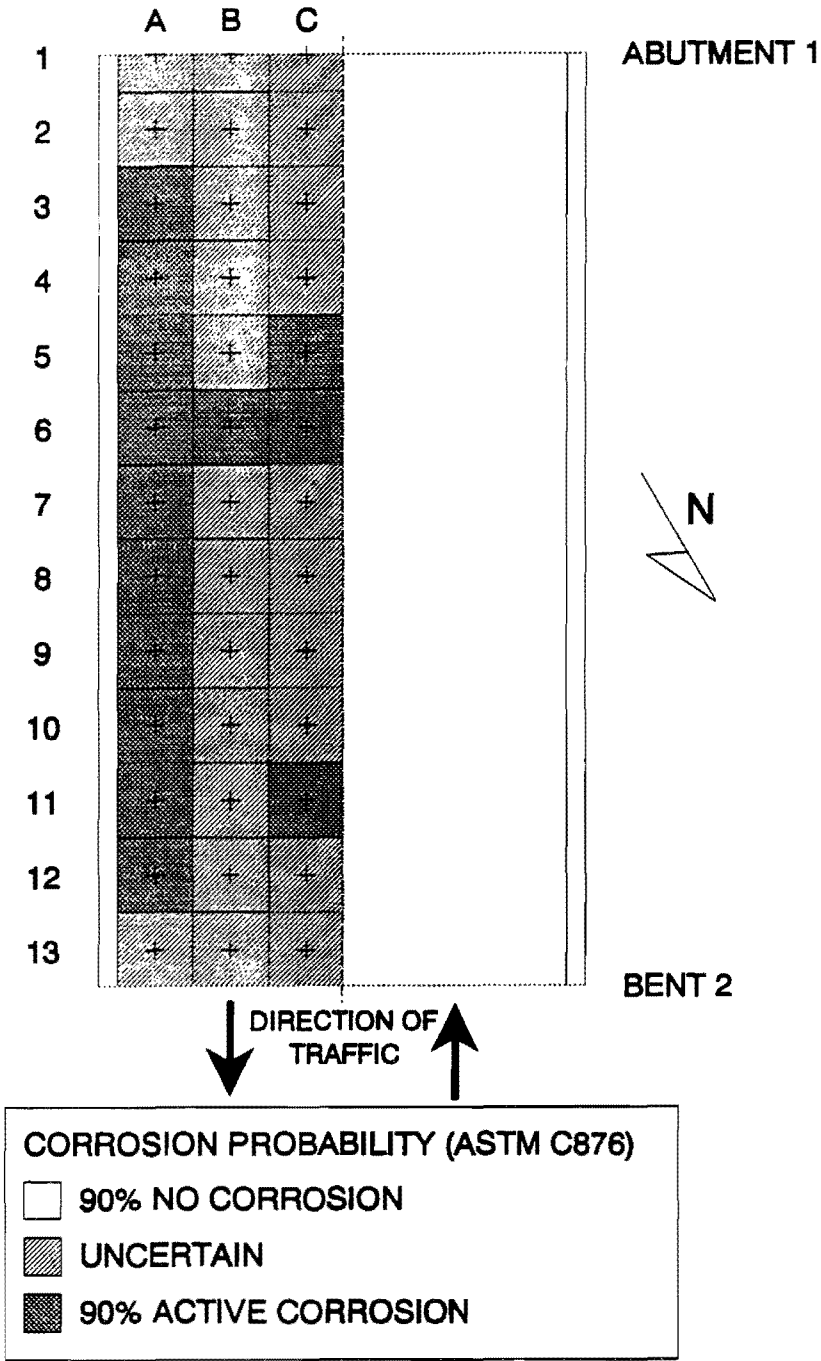 A B C
1 ABUTMENT 1
2
3
4
5
6
N
7
8
9
10
11
12
13
BENT 2
DIRECTION OF
TRAFFIC
CORROSION PROBABILITY (ASTM C876)
90% NO CORROSION
UNCERTAIN
90% ACTIVE CORROSION